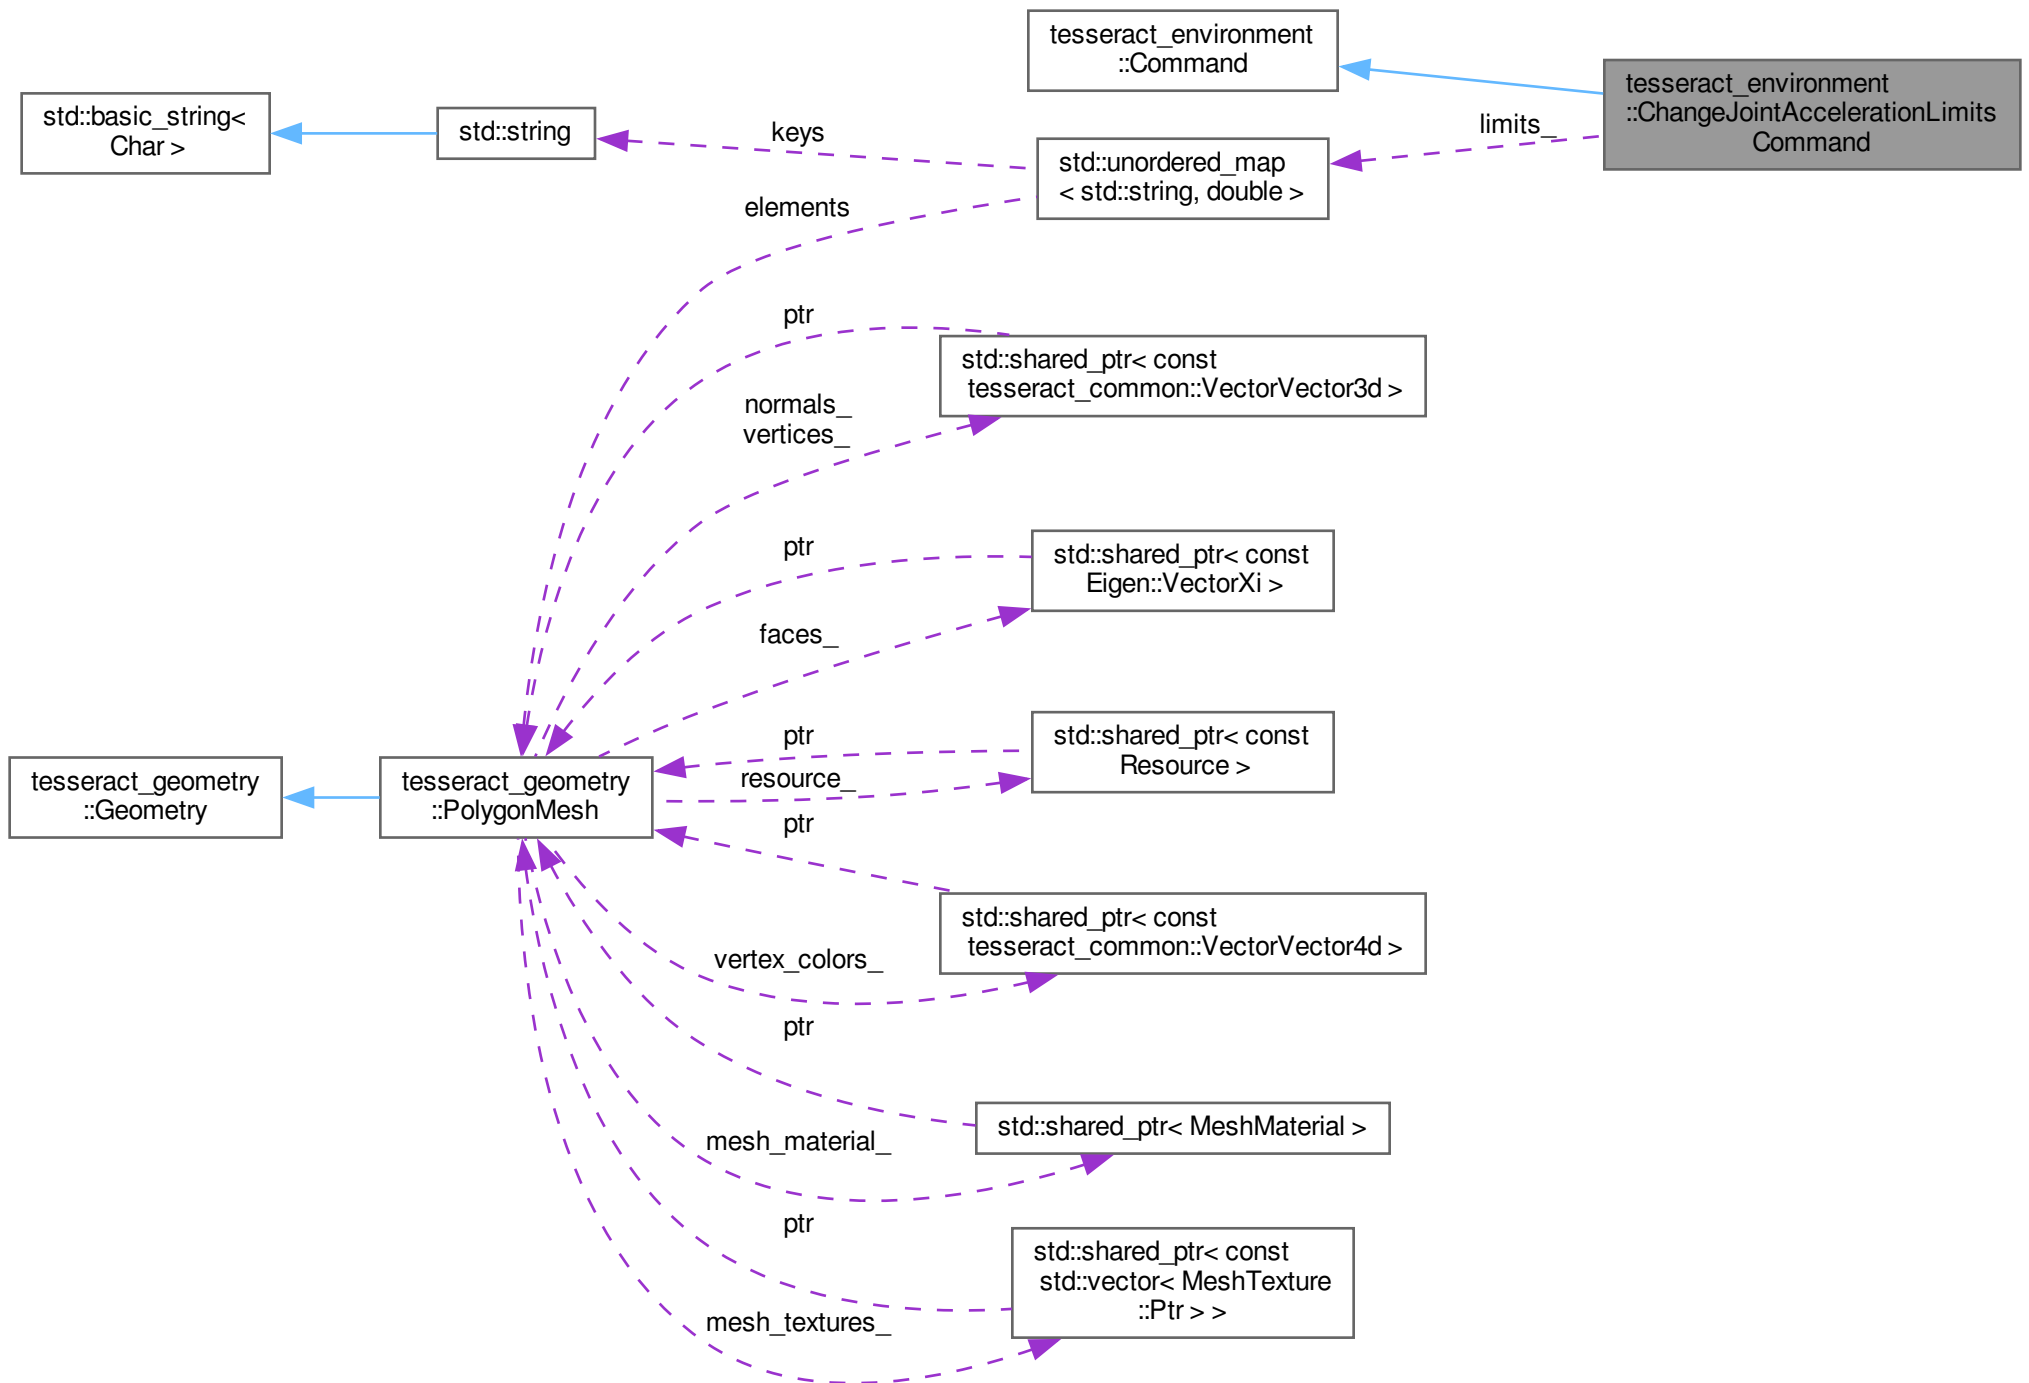 tesseract_environment
::Command
tesseract_environment
::ChangeJointAccelerationLimits
Command
limits_
std::basic_string<
Char >
std::string
keys
std::unordered_map
< std::string, double >
elements
ptr
std::shared_ptr< const
tesseract_common::VectorVector3d >
normals_
vertices_
ptr
std::shared_ptr< const
Eigen::VectorXi >
faces_
ptr
std::shared_ptr< const
Resource >
resource_
tesseract_geometry
::Geometry
tesseract_geometry
::PolygonMesh
ptr
std::shared_ptr< const
tesseract_common::VectorVector4d >
vertex_colors_
ptr
std::shared_ptr< MeshMaterial >
mesh_material_
ptr
std::shared_ptr< const
std::vector< MeshTexture
::Ptr > >
mesh_textures_